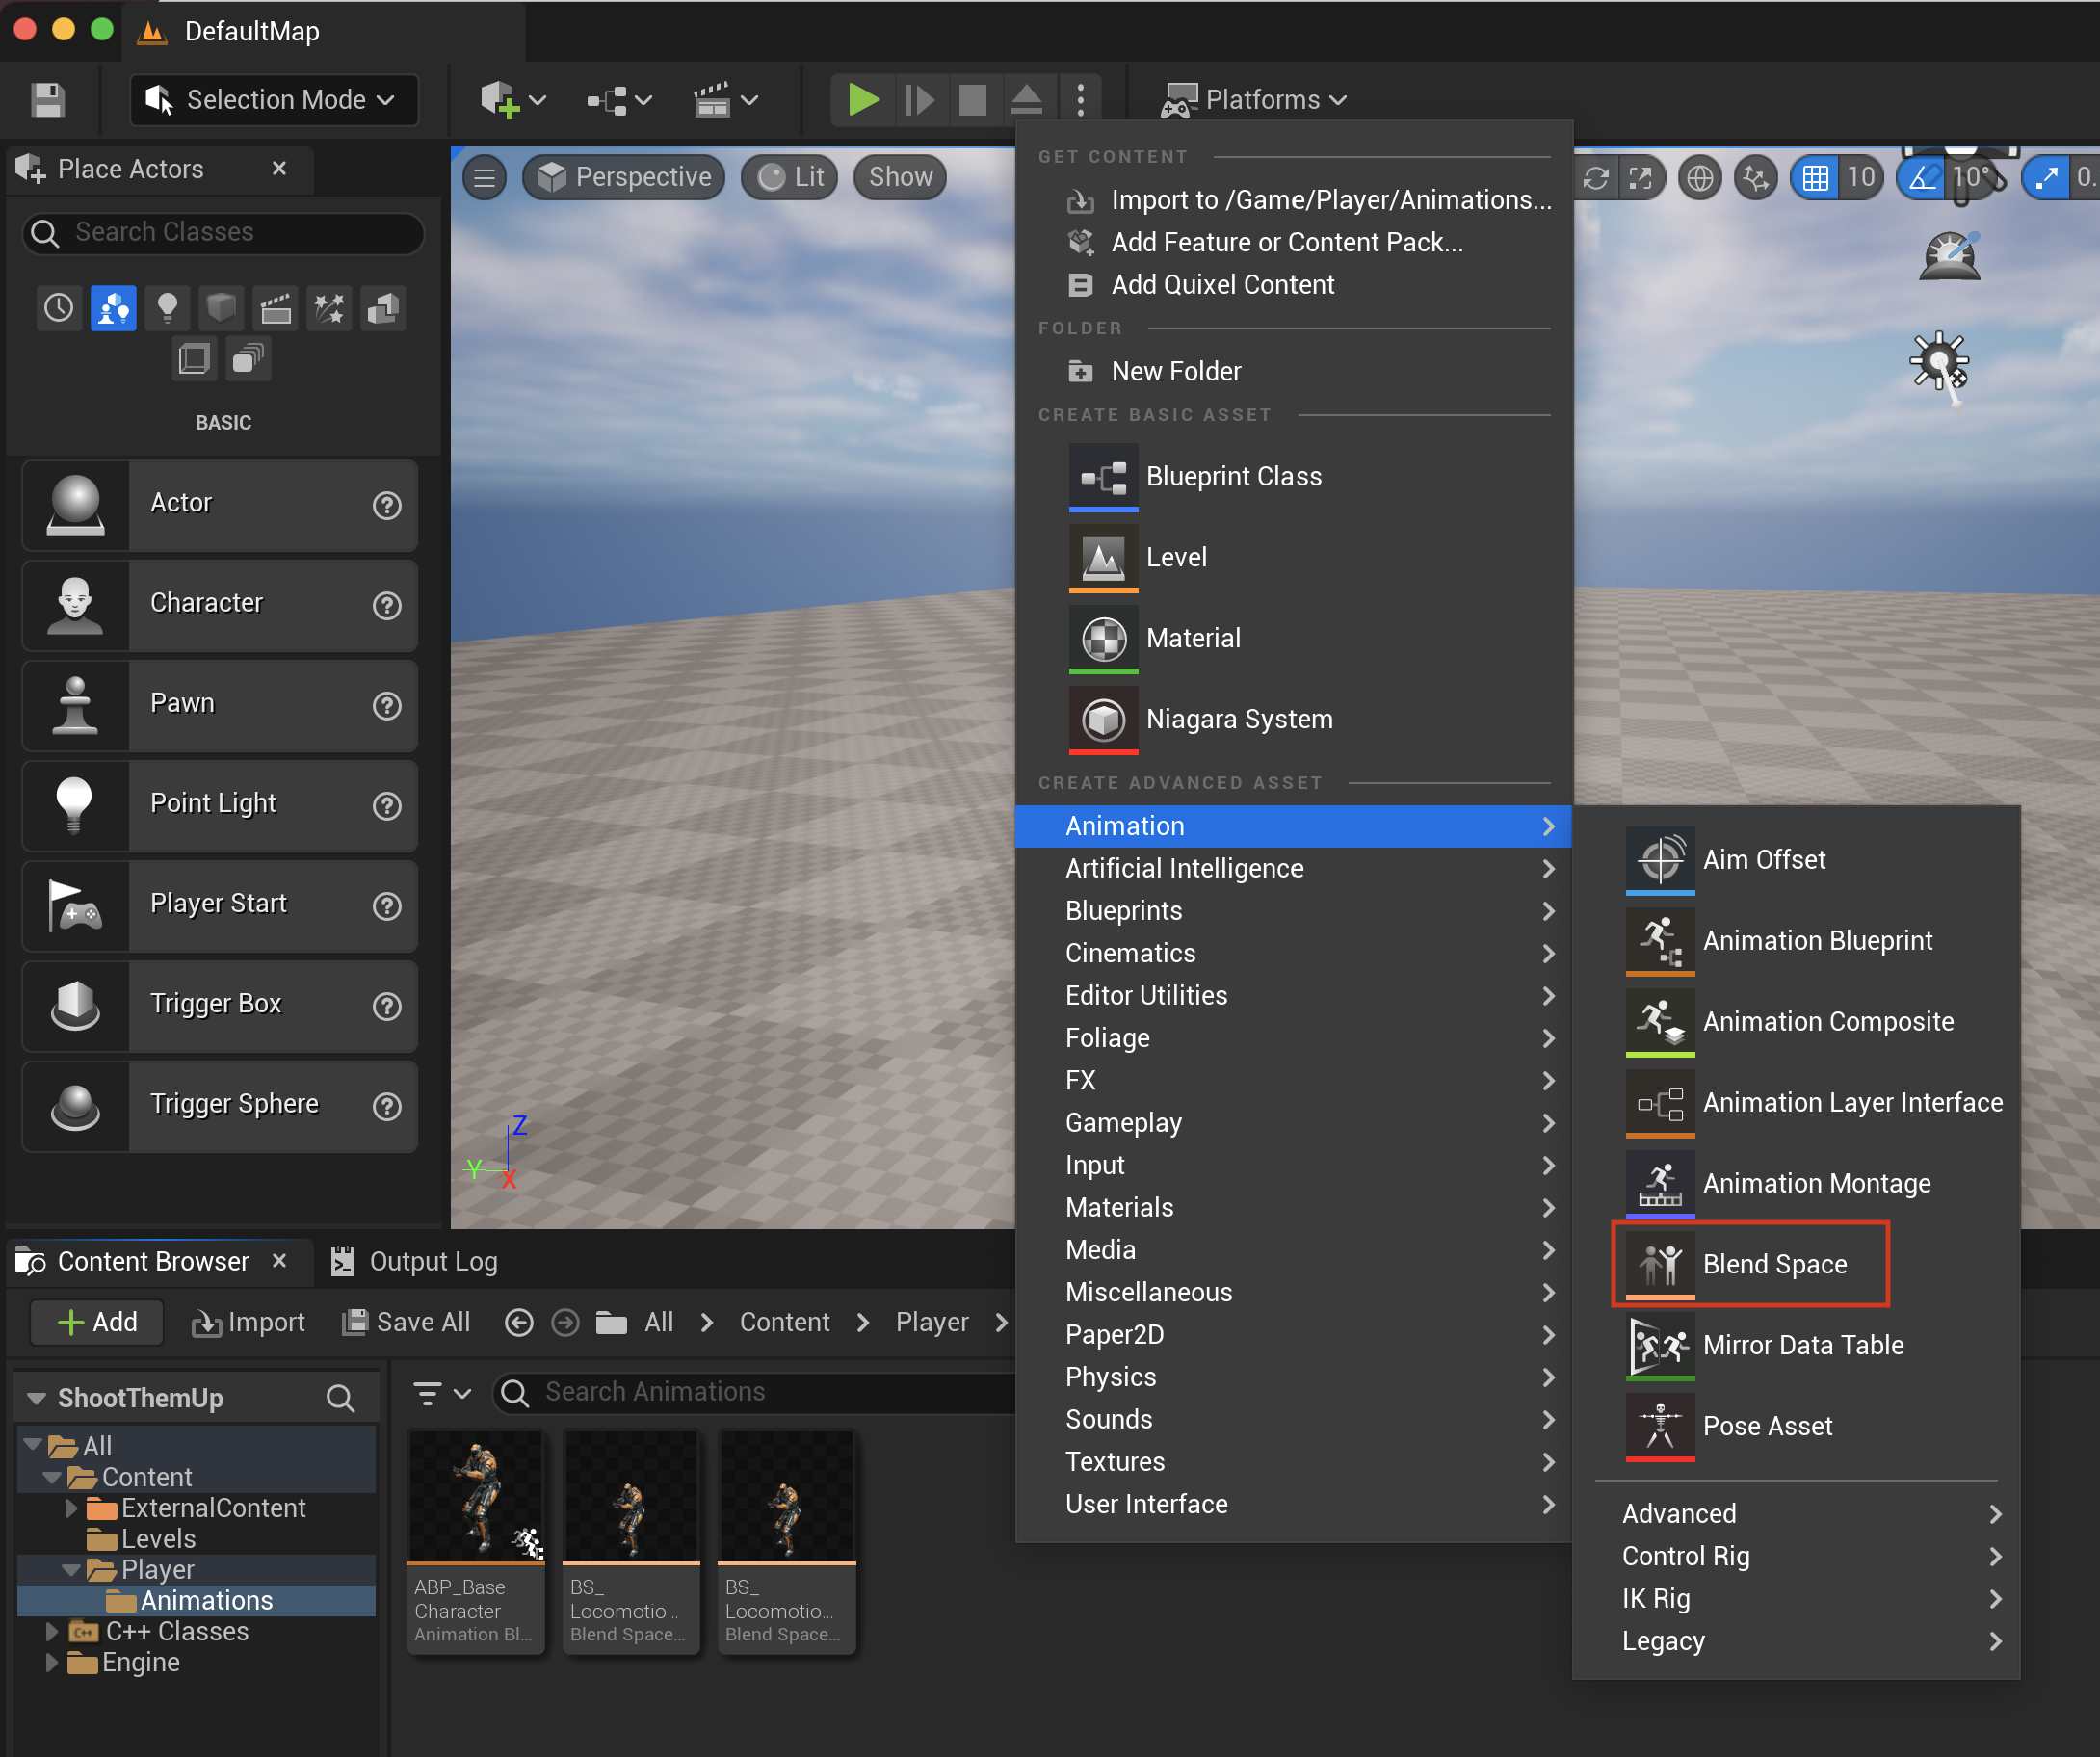 DefaultMap
Selection Mode
Platforms
Place Actors
Search Classes
BASIC
Actor
Character
Pawn
Point Light
Player Start
Trigger Box
Trigger Sphere
Perspective
Lit
Show
10
10°
0.
Z
Y
X
GET CONTENT
Import to /Game/Player/Animations...
Add Feature or Content Pack...
Add Quixel Content
FOLDER
New Folder
CREATE BASIC ASSET
Blueprint Class
Level
Material
Niagara System
CREATE ADVANCED ASSET
Animation
Artificial Intelligence
Blueprints
Cinematics
Editor Utilities
Foliage
FX
Gameplay
Input
Materials
Media
Miscellaneous
Paper2D
Physics
Sounds
Textures
User Interface
Aim Offset
Animation Blueprint
Animation Composite
Animation Layer Interface
Animation Montage
Blend Space
Mirror Data Table
Pose Asset
Advanced
Control Rig
IK Rig
Legacy
Content Browser
Output Log
Add
Import
Save All
All
Content
Player
ShootThemUp
All
Content
ExternalContent
Levels
Player
Animations
C++ Classes
Engine
Search Animations
ABP_Base
Character
Animation Bl...
BS_
Locomotio...
Blend Space...
BS_
Locomotio...
Blend Space...